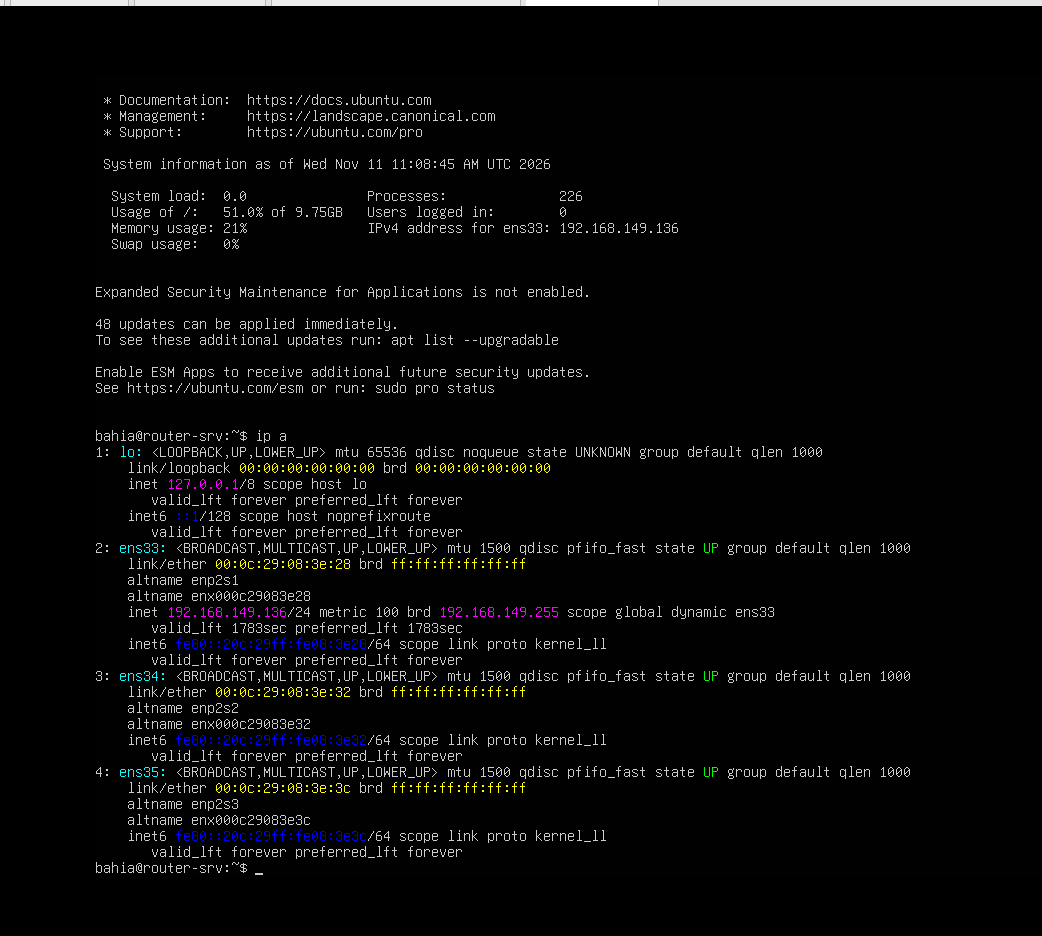 * Documentation:  https://docs.ubuntu.com
* Management:     https://landscape.canonical.com
* Support:        https://ubuntu.com/pro
System information as of Wed Nov 11 11:08:45 AM UTC 2026
System load:  0.0               Processes:              226
Usage of /:   51.0% of 9.75GB   Users logged in:        0
Memory usage: 21%               IPv4 address for ens33: 192.168.149.136
Swap usage:   0%
Expanded Security Maintenance for Applications is not enabled.
48 updates can be applied immediately.
To see these additional updates run: apt list --upgradable
Enable ESM Apps to receive additional future security updates.
See https://ubuntu.com/esm or run: sudo pro status
bahia@router-srv:~$ ip a
1: lo: <LOOPBACK,UP,LOWER_UP> mtu 65536 qdisc noqueue state UNKNOWN group default qlen 1000
link/loopback 00:00:00:00:00:00 brd 00:00:00:00:00:00
inet 127.0.0.1/8 scope host lo
valid_lft forever preferred_lft forever
inet6 ::1/128 scope host noprefixroute
valid_lft forever preferred_lft forever
2: ens33: <BROADCAST,MULTICAST,UP,LOWER_UP> mtu 1500 qdisc pfifo_fast state UP group default qlen 1000
link/ether 00:0c:29:08:3e:28 brd ff:ff:ff:ff:ff:ff
altname enp2s1
altname enx000c29083e28
inet 192.168.149.136/24 metric 100 brd 192.168.149.255 scope global dynamic ens33
valid_lft 1783sec preferred_lft 1783sec
inet6 fe80::20c:29ff:fe08:3e28/64 scope link proto kernel_ll
valid_lft forever preferred_lft forever
3: ens34: <BROADCAST,MULTICAST,UP,LOWER_UP> mtu 1500 qdisc pfifo_fast state UP group default qlen 1000
link/ether 00:0c:29:08:3e:32 brd ff:ff:ff:ff:ff:ff
altname enp2s2
altname enx000c29083e32
inet6 fe80::20c:29ff:fe08:3e32/64 scope link proto kernel_ll
valid_lft forever preferred_lft forever
4: ens35: <BROADCAST,MULTICAST,UP,LOWER_UP> mtu 1500 qdisc pfifo_fast state UP group default qlen 1000
link/ether 00:0c:29:08:3e:3c brd ff:ff:ff:ff:ff:ff
altname enp2s3
altname enx000c29083e3c
inet6 fe80::20c:29ff:fe08:3e3c/64 scope link proto kernel_ll
valid_lft forever preferred_lft forever
bahia@router-srv:~$ _